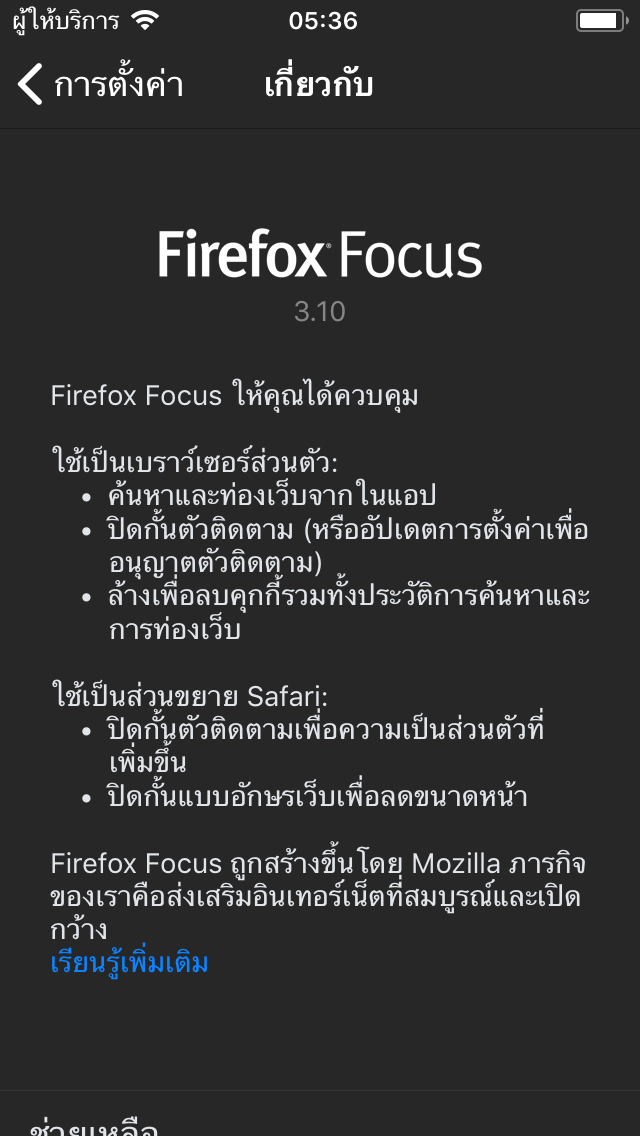 ผู้ให้บริการ 05:36
การตั้งค่า เกี่ยวกับ
Firefox Focus
3.10
Firefox Focus ให้คุณได้ควบคุม
ใช้เป็นเบราว์เซอร์ส่วนตัว:
• ค้นหาและท่องเว็บจากในแอป
• ปิดกั้นตัวติดตาม (หรืออัปเดตการตั้งค่าเพื่อ
อนุญาตตัวติดตาม)
• ล้างเพื่อลบคุกกี้รวมทั้งประวัติการค้นหาและ
การท่องเว็บ
ใช้เป็นส่วนขยาย Safari:
• ปิดกั้นตัวติดตามเพื่อความเป็นส่วนตัวที่
เพิ่มขึ้น
• ปิดกั้นแบบอักษรเว็บเพื่อลดขนาดหน้า
Firefox Focus ถูกสร้างขึ้นโดย Mozilla ภารกิจ
ของเราคือส่งเสริมอินเทอร์เน็ตที่สมบูรณ์และเปิด
กว้าง
เรียนรู้เพิ่มเติม
ช่วยเหลือ